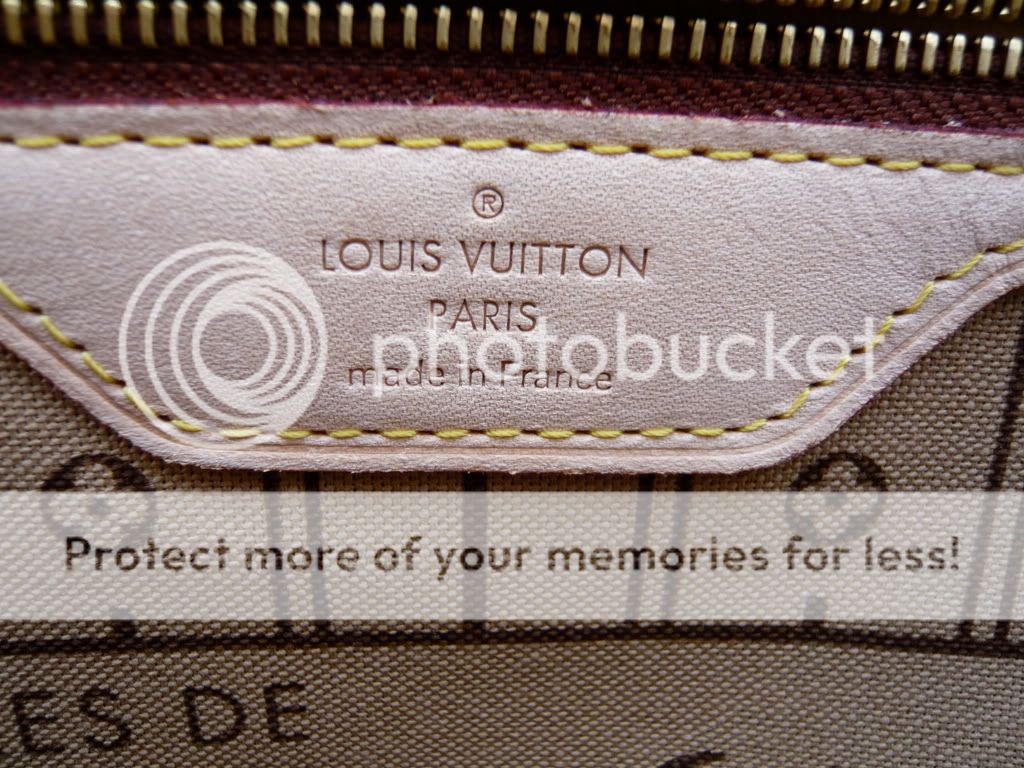 ®
LOUIS VUITTON
PARIS
made in France
photobucket
Protect more of your memories for less!
ES DE